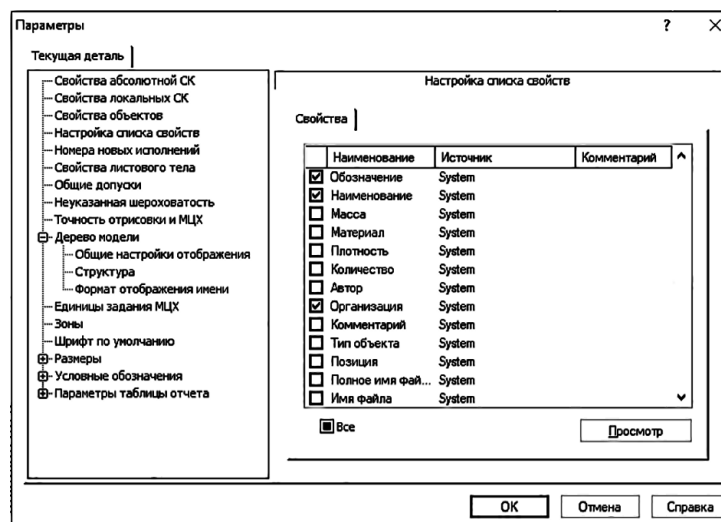 Параметры
?
Текущая деталь
Свойства абсолютной СК
Свойства локальных СК
Свойства объектов
Настройка списка свойств
Номера новых исполнений
Свойства листового тела
Общие допуски
Неуказанная шероховатость
Точность отрисовки и МЦХ
Дерево модели
Общие настройки отображения
Структура
Формат отображения имени
Единицы задания МЦХ
Зоны
Шрифт по умолчанию
Размеры
Условные обозначения
Параметры таблицы отчета
Настройка списка свойств
Свойства
Наименование Источник Комментарий
Обозначение System
Наименование System
Масса System
Материал System
Плотность System
Количество System
Автор System
Организация System
Комментарий System
Тип объекта System
Позиция System
Полное имя фай... System
Имя файла System
Все
Просмотр
ОК Отмена Справка